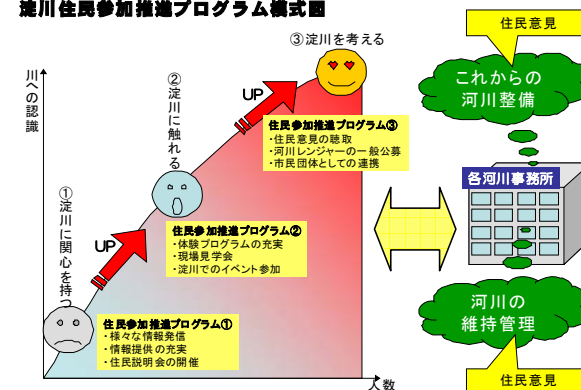 淀川住民参加推進プログラム模式図
③淀川を考える
川への認識
②淀川に触れる
UP
住民参加推進プログラム③
・住民意見の聴取
・河川レンジャーの一般公募
・市民団体としての連携
①淀川に関心を持つ
UP
住民参加推進プログラム②
・体験プログラムの充実
・現場見学会
・淀川でのイベント参加
住民参加推進プログラム①
・様々な情報発信
・情報提供の充実
・住民説明会の開催
人数
住民意見
これからの
河川整備
各河川事務所
河川の
維持管理
住民意見